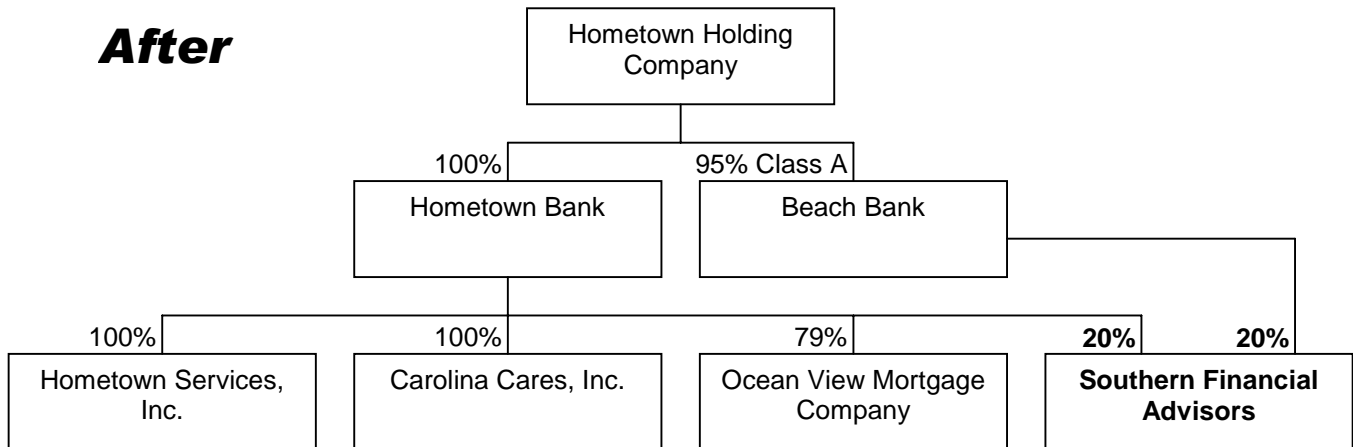 After
Hometown Holding
Company
100%
95% Class A
Hometown Bank
Beach Bank
100%
100%
79%
20%
20%
Hometown Services,
Inc.
Carolina Cares, Inc.
Ocean View Mortgage
Company
Southern Financial
Advisors